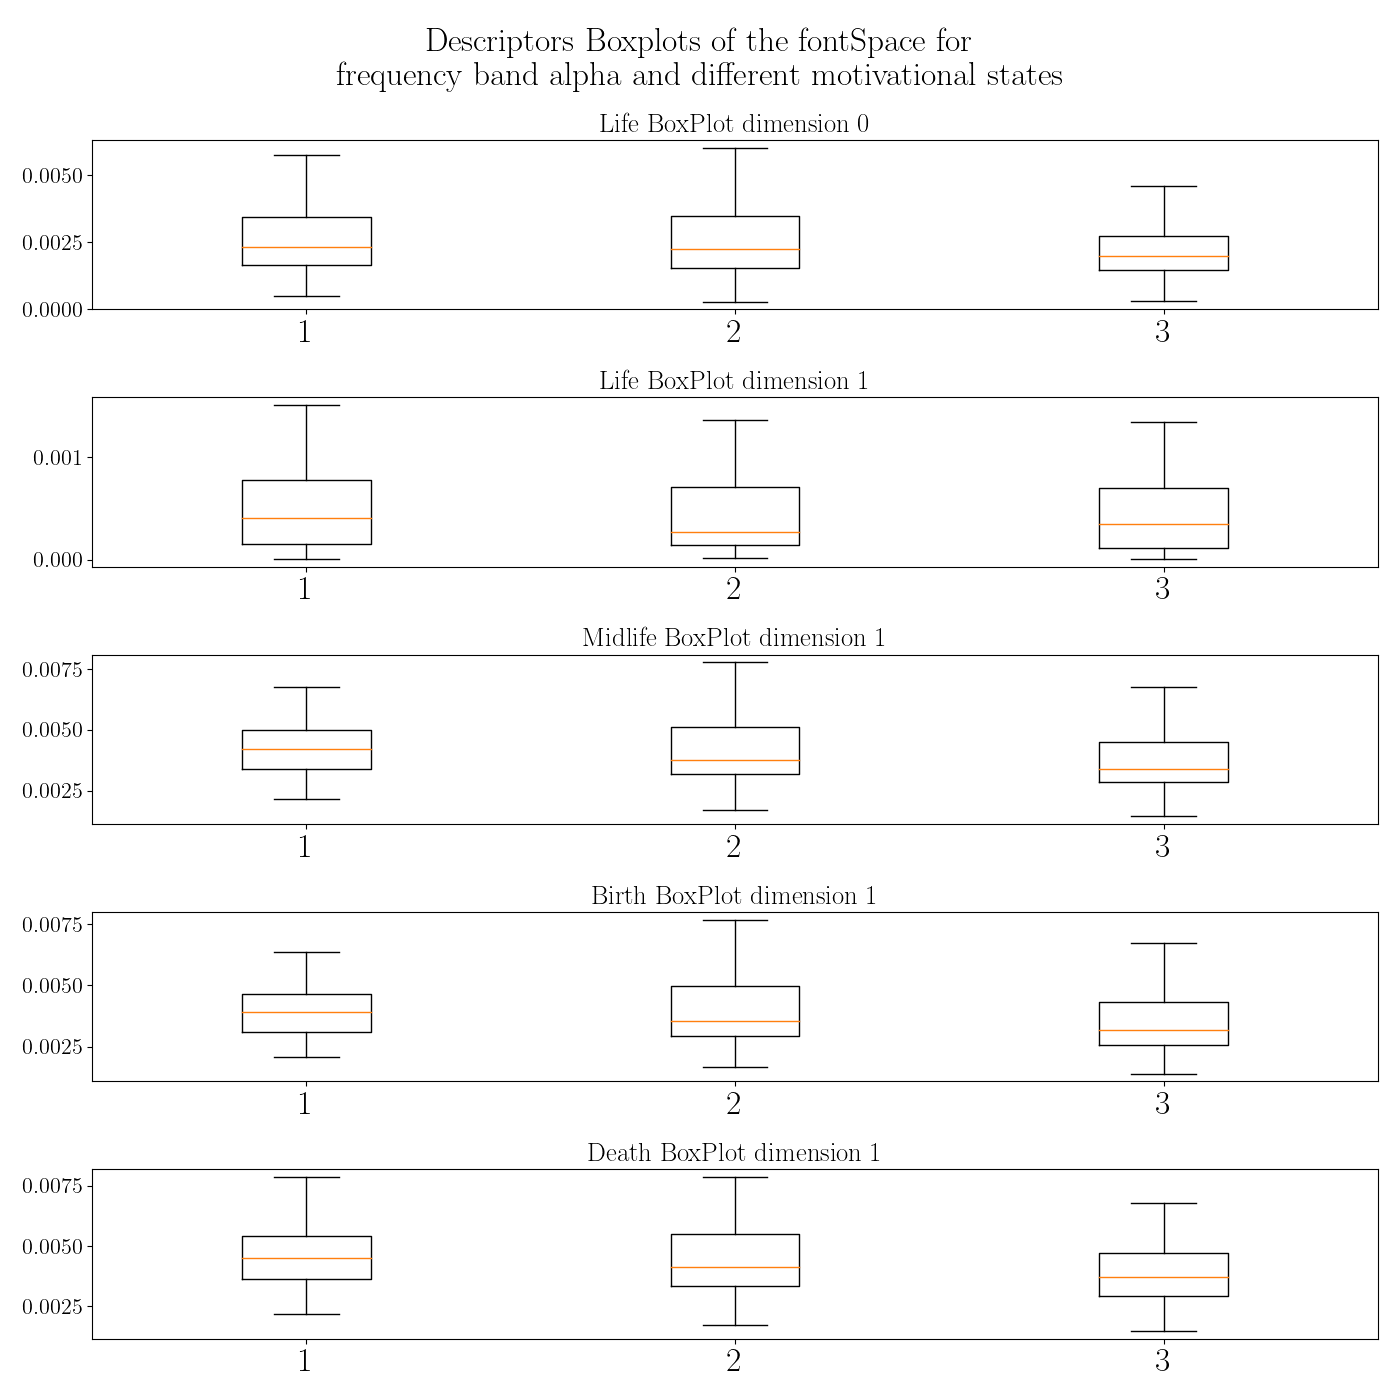 Descriptors Boxplots of the fontSpace for
frequency band alpha and different motivational states
Life BoxPlot dimension 0
0.0050
0.0025
0.0000
1 2 3
Life BoxPlot dimension 1
0.001
0.000
1 2 3
Midlife BoxPlot dimension 1
0.0075
0.0050
0.0025
1 2 3
Birth BoxPlot dimension 1
0.0075
0.0050
0.0025
1 2 3
Death BoxPlot dimension 1
0.0075
0.0050
0.0025
1 2 3